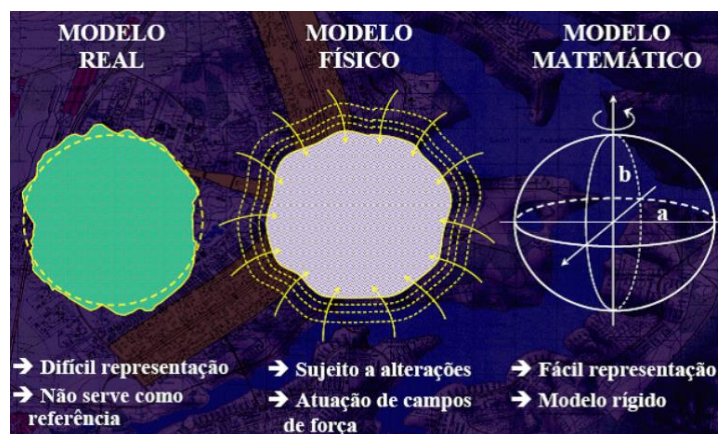 MODELO
REAL
MODELO
FÍSICO
MODELO
MATEMÁTICO
b
a
➔ Difícil representação
➔ Não serve como
referência
➔ Sujeito a alterações
➔ Atuação de campos
de força
➔ Fácil representação
➔ Modelo rígido